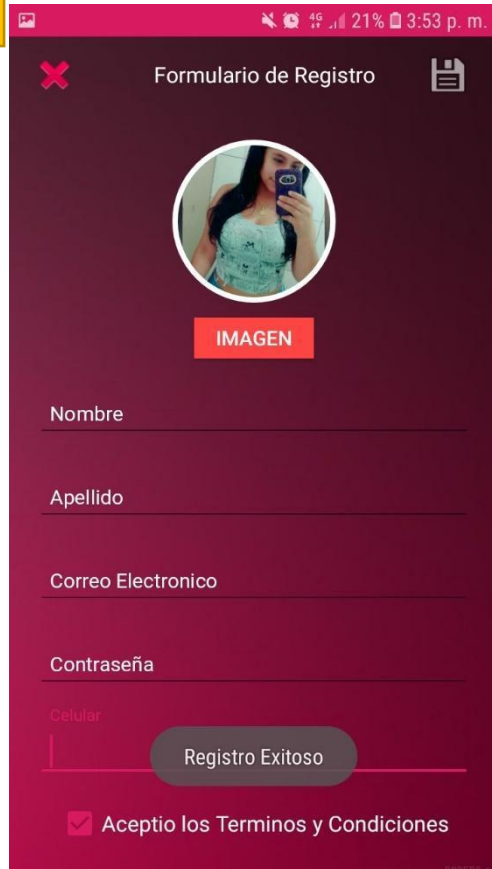 4G 21% 3:53 p. m.
Formulario de Registro
IMAGEN
Nombre
Apellido
Correo Electronico
Contraseña
Celular
Registro Exitoso
Aceptio los Terminos y Condiciones